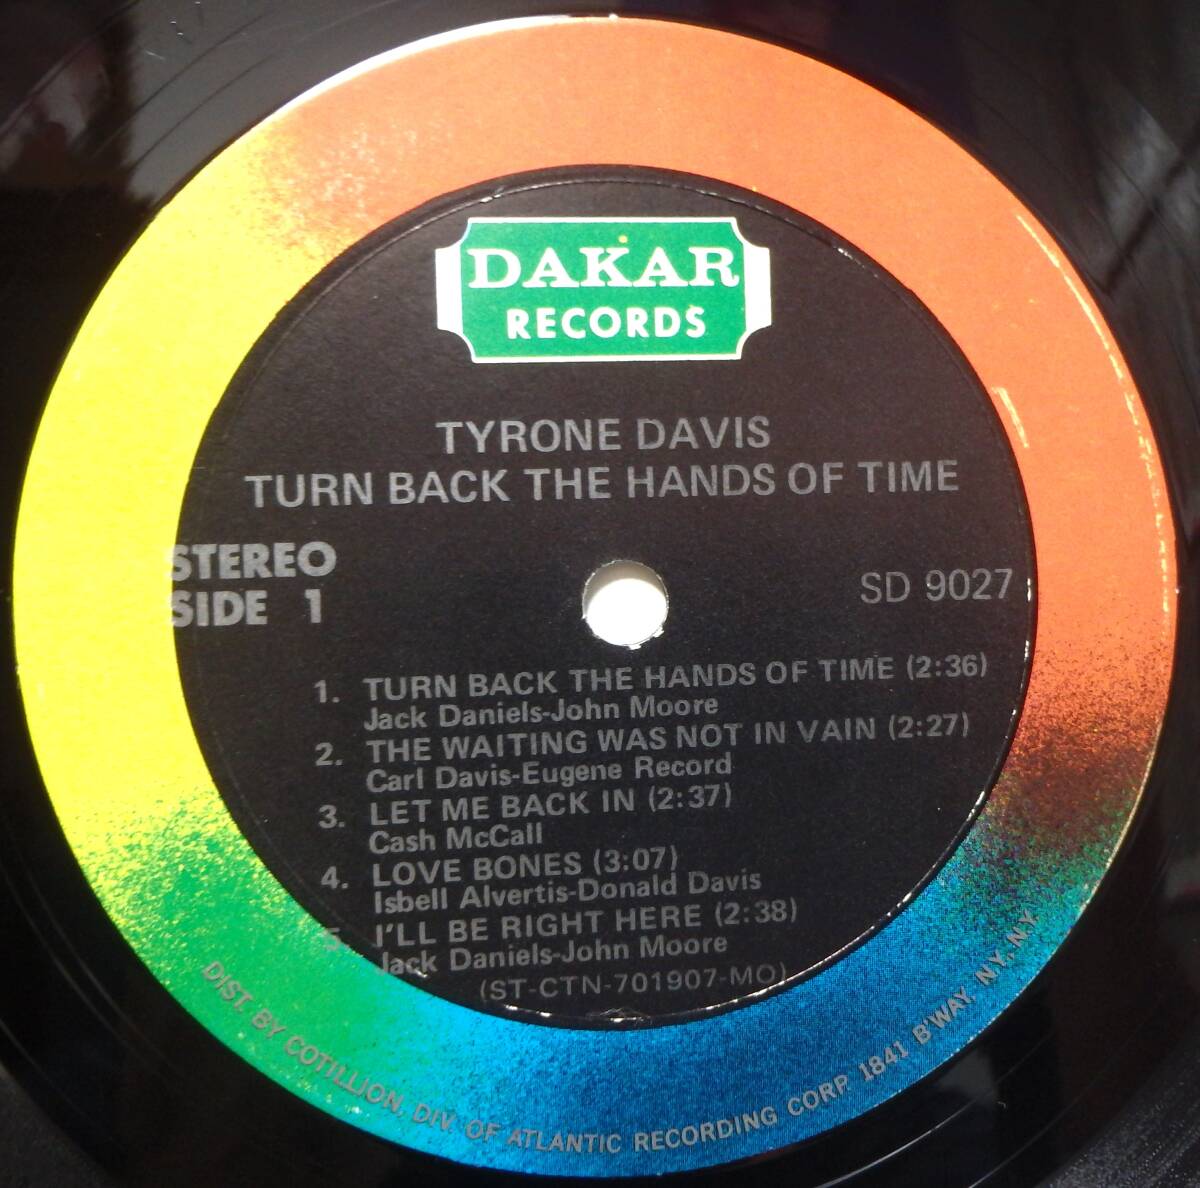 DAKAR
RECORDS
TYRONE DAVIS
TURN BACK THE HANDS OF TIME
STEREO
SIDE 1
SD 9027
1. TURN BACK THE HANDS OF TIME (2:36)
Jack Daniels-John Moore
2. THE WAITING WAS NOT IN VAIN (2:27)
Carl Davis-Eugene Record
3. LET ME BACK IN (2:37)
Cash McCall
4. LOVE BONES (3:07)
Isbell Alvertis-Donald Davis
5. I'LL BE RIGHT HERE (2:38)
Jack Daniels-John Moore
(ST-CTN-701907-MO)
DIST. BY COTILLION, DIV. OF ATLANTIC RECORDING CORP. 1841 B'WAY, N.Y., N.Y.